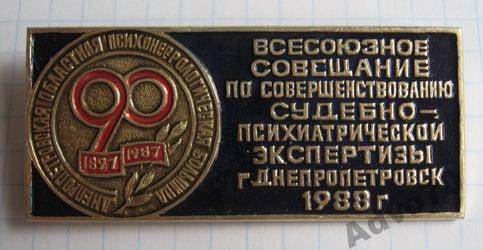 ДНЕПРОПЕТРОВСКАЯ ОБЛАСТНАЯ ПСИХОНЕВРОЛОГИЧЕСКАЯ БОЛЬНИЦА
90
1897 1987
ВСЕСОЮЗНОЕ
СОВЕЩАНИЕ
ПО СОВЕРШЕНСТВОВАНИЮ
СУДЕБНО-
ПСИХИАТРИЧЕСКОЙ
ЭКСПЕРТИЗЫ
г ДНЕПРОПЕТРОВСК
1988 г